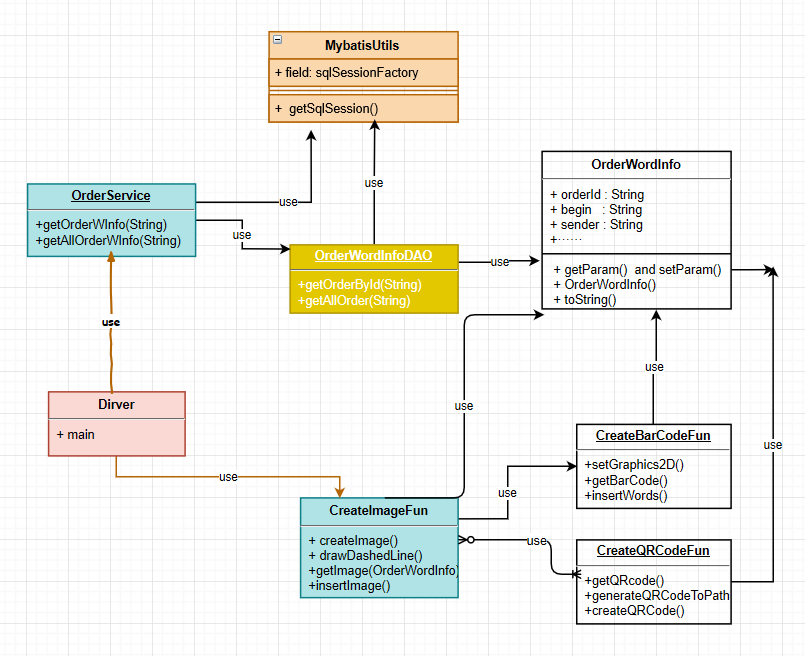 MybatisUtils
+ field: sqlSessionFactory
+ getSqlSession()
OrderService
+getOrderWInfo(String)
+getAllOrderWInfo(String)
use
use
use
OrderWordInfoDAO
+getOrderById(String)
+getAllOrder(String)
use
OrderWordInfo
+ orderId : String
+ begin : String
+ sender : String
+······
+ getParam() and setParam()
+ OrderWordInfo()
+ toString()
use
Dirver
+ main
use
use
use
use
CreateBarCodeFun
+setGraphics2D()
+getBarCode()
+insertWords()
use
use
CreateImageFun
+ createImage()
+ drawDashedLine()
+getImage(OrderWordInfo)
+insertImage()
use
CreateQRCodeFun
+getQRcode()
+generateQRCodeToPath
+createQRCode()